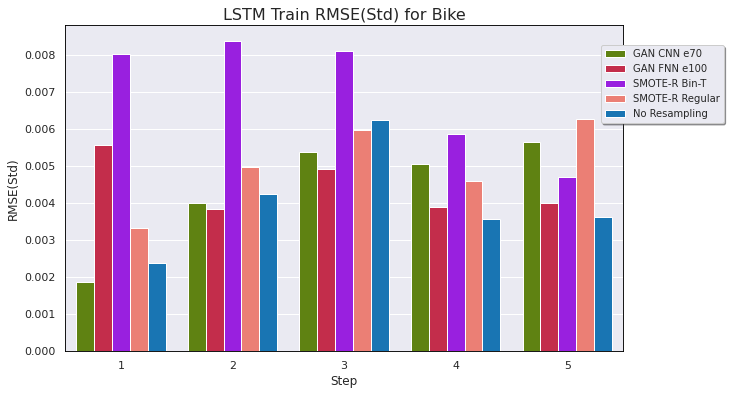 LSTM Train RMSE(Std) for Bike
RMSE(Std)
0.008
0.007
0.006
0.005
0.004
0.003
0.002
0.001
0.000
1 2 3 4 5
Step
GAN CNN e70
GAN FNN e100
SMOTE-R Bin-T
SMOTE-R Regular
No Resampling